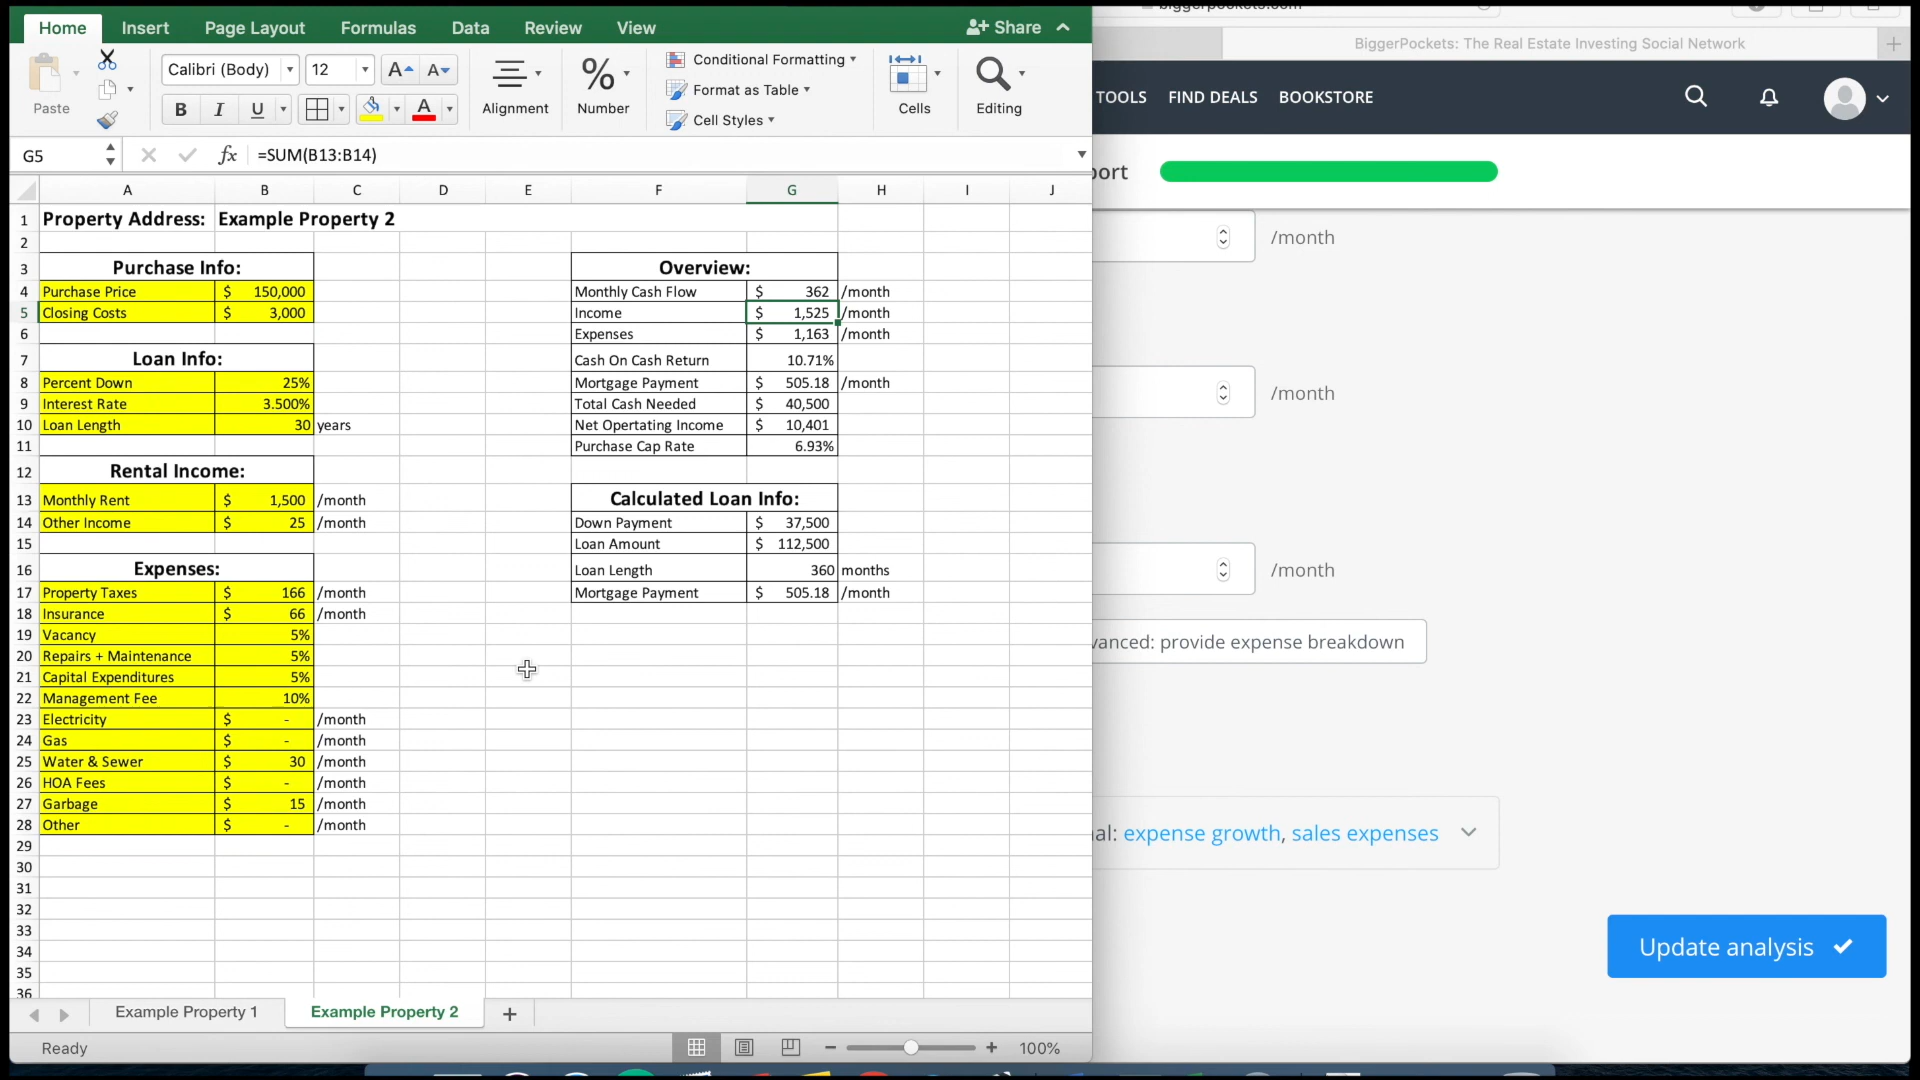 Home Insert Page Layout Formulas Data Review View Share
Paste
Calibri (Body) 12
B I U A
Alignment
%
Number
Conditional Formatting
Format as Table
Cell Styles
Cells
Editing
G5 fx =SUM(B13:B14)
A B C D E F G H I J
1 Property Address: Example Property 2
2
3 Purchase Info: Overview:
4 Purchase Price $ 150,000 Monthly Cash Flow $ 362 /month
5 Closing Costs $ 3,000 Income $ 1,525 /month
6 Expenses $ 1,163 /month
7 Loan Info: Cash On Cash Return 10.71%
8 Percent Down 25% Mortgage Payment $ 505.18 /month
9 Interest Rate 3.500% Total Cash Needed $ 40,500
10 Loan Length 30 years Net Opertating Income $ 10,401
11 Purchase Cap Rate 6.93%
12 Rental Income:
13 Monthly Rent $ 1,500 /month Calculated Loan Info:
14 Other Income $ 25 /month Down Payment $ 37,500
15 Loan Amount $ 112,500
16 Expenses: Loan Length 360 months
17 Property Taxes $ 166 /month Mortgage Payment $ 505.18 /month
18 Insurance $ 66 /month
19 Vacancy 5%
20 Repairs + Maintenance 5%
21 Capital Expenditures 5%
22 Management Fee 10%
23 Electricity $ - /month
24 Gas $ - /month
25 Water & Sewer $ 30 /month
26 HOA Fees $ - /month
27 Garbage $ 15 /month
28 Other $ - /month
29
30
31
32
33
34
35
36
Example Property 1 Example Property 2 +
Ready 100%
BiggerPockets: The Real Estate Investing Social Network
TOOLS FIND DEALS BOOKSTORE
port
/month
/month
/month
vanced: provide expense breakdown
al: expense growth, sales expenses
Update analysis